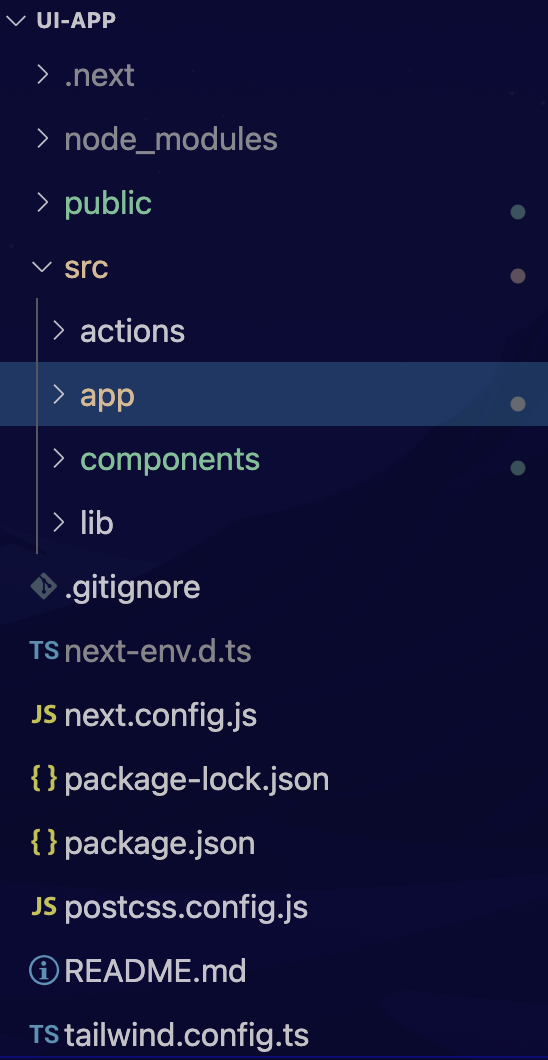 UI-APP
.next
node_modules
public
src
actions
app
components
lib
.gitignore
TS next-env.d.ts
JS next.config.js
{ } package-lock.json
{ } package.json
JS postcss.config.js
README.md
TS tailwind.config.ts